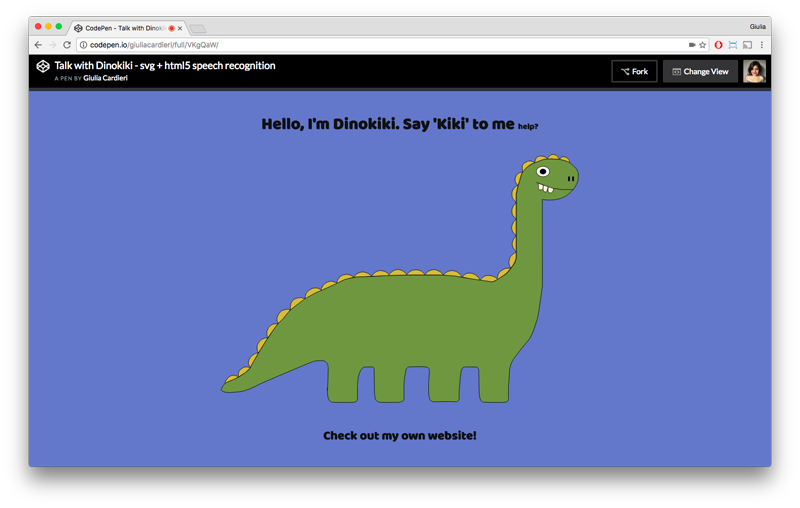 CodePen - Talk with Dinoki
Giulia
codepen.io/giuliacardieri/full/VKgQaW/
Talk with Dinokiki - svg + html5 speech recognition
A PEN BY Giulia Cardieri
Fork
Change View
Hello, I'm Dinokiki. Say 'Kiki' to me help?
Check out my own website!